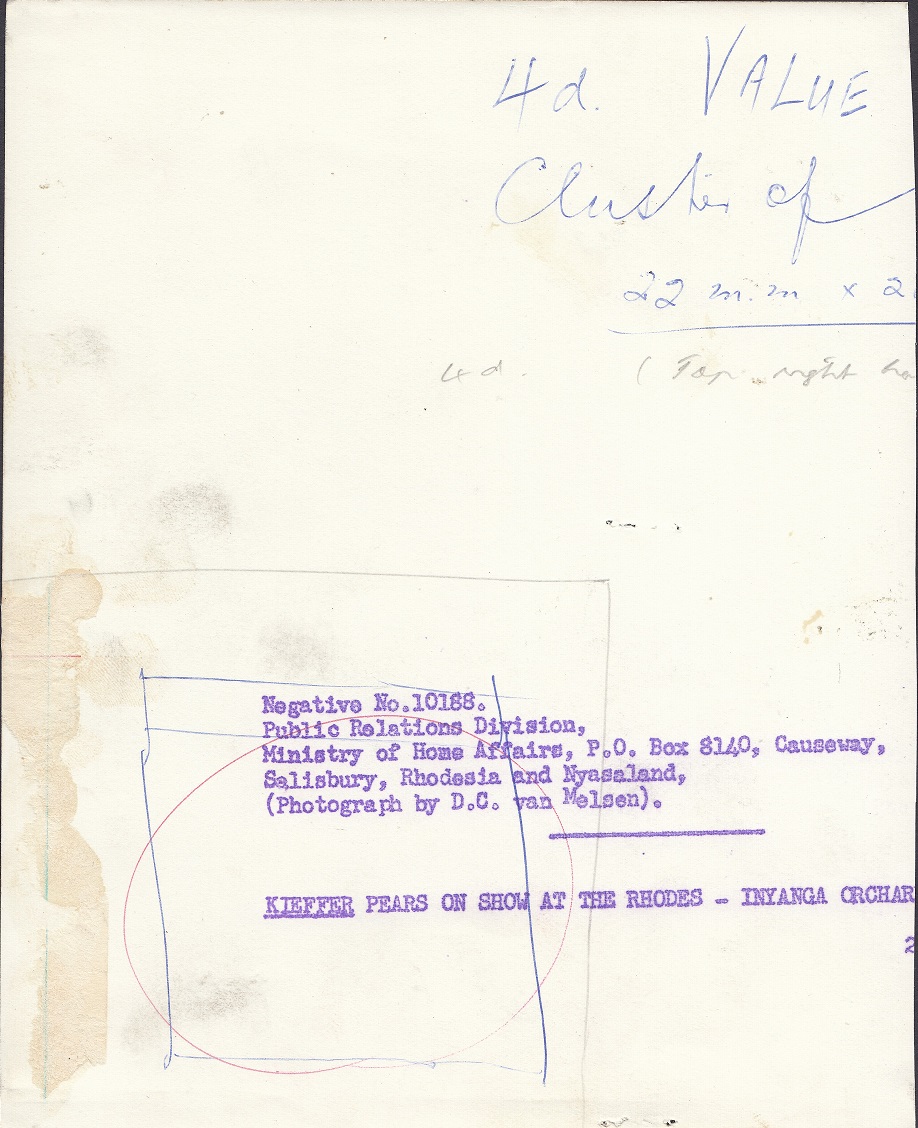 4d. VALUE
Cluster of
22 m.m x 2
4d. (Top right ha
Negative No.10188.
Public Relations Division,
Ministry of Home Affairs, P.O. Box 8140, Causeway,
Salisbury, Rhodesia and Nyasaland,
(Photograph by D.C. van Melsen).
KIEFFER PEARS ON SHOW AT THE RHODES - INYANGA ORCHAR
2